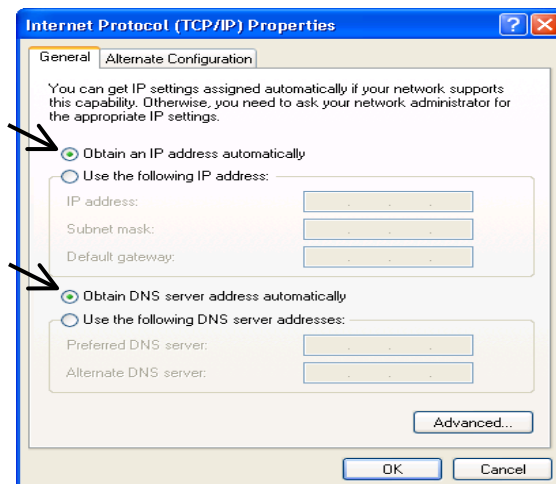 Internet Protocol (TCP/IP) Properties
General
Alternate Configuration
You can get IP settings assigned automatically if your network supports
this capability. Otherwise, you need to ask your network administrator for
the appropriate IP settings.
Obtain an IP address automatically
Use the following IP address:
IP address:
Subnet mask:
Default gateway:
Obtain DNS server address automatically
Use the following DNS server addresses:
Preferred DNS server:
Alternate DNS server:
Advanced...
OK
Cancel